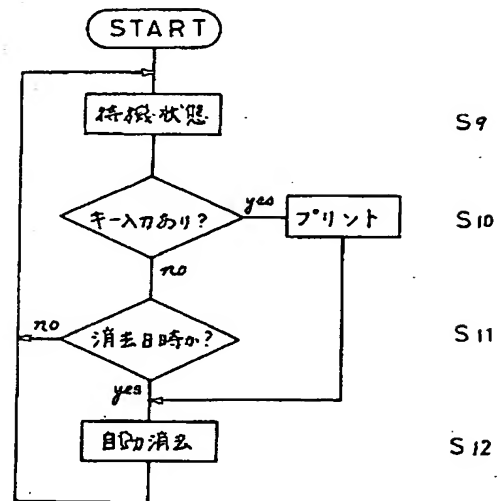 START
待機状態 S9
キー入力あり? yes プリント S10
no
no 消去日時か? S11
yes
自動消去 S12